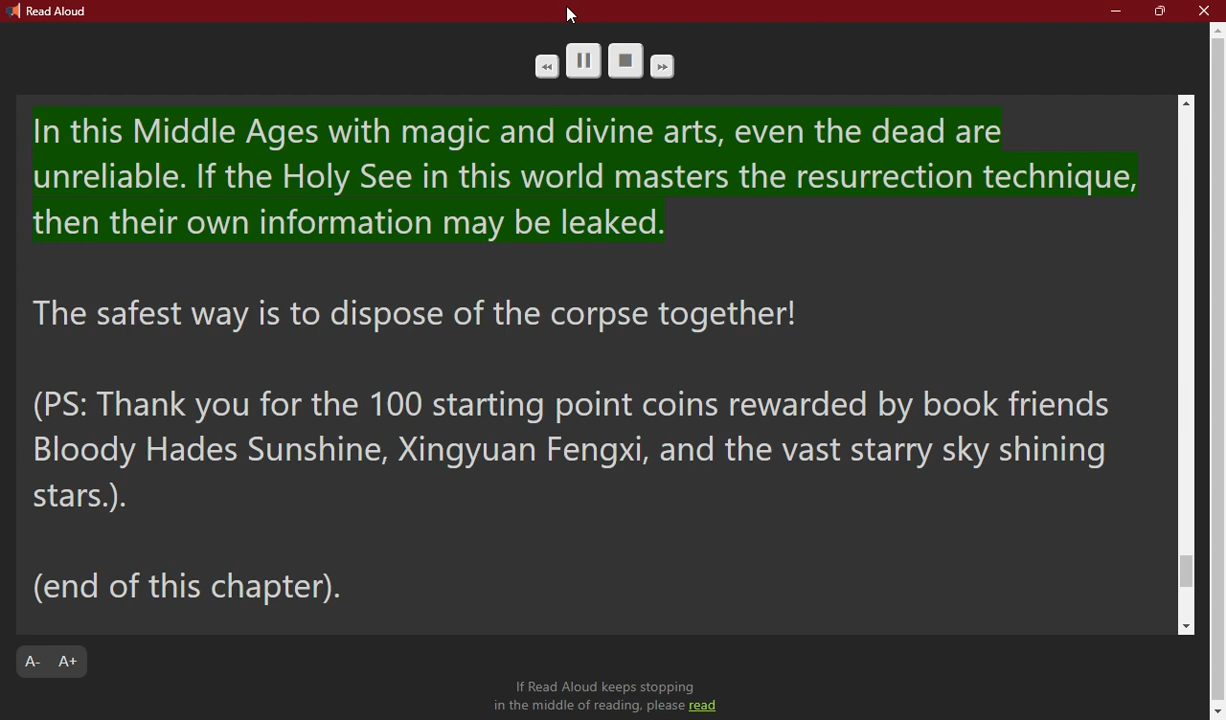 Read Aloud
In this Middle Ages with magic and divine arts, even the dead are
unreliable. If the Holy See in this world masters the resurrection technique,
then their own information may be leaked.
The safest way is to dispose of the corpse together!
(PS: Thank you for the 100 starting point coins rewarded by book friends
Bloody Hades Sunshine, Xingyuan Fengxi, and the vast starry sky shining
stars.).
(end of this chapter).
A- A+
If Read Aloud keeps stopping
in the middle of reading, please read